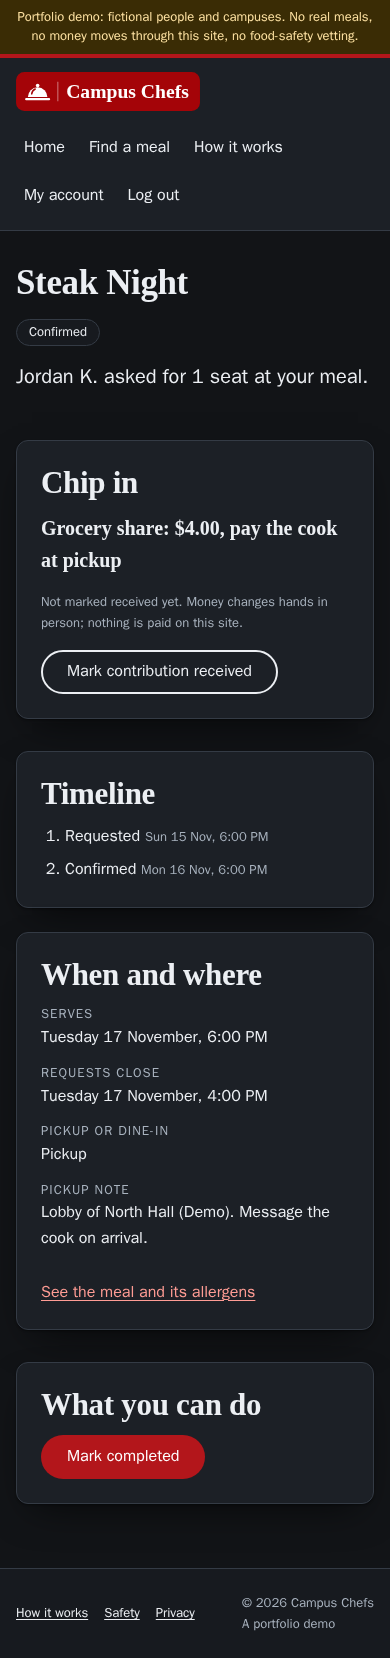 Portfolio demo: fictional people and campuses. No real meals,
no money moves through this site, no food-safety vetting.
Campus Chefs
Home Find a meal How it works
My account Log out
Steak Night
Confirmed
Jordan K. asked for 1 seat at your meal.
Chip in
Grocery share: $4.00, pay the cook
at pickup
Not marked received yet. Money changes hands in
person; nothing is paid on this site.
Mark contribution received
Timeline
1. Requested Sun 15 Nov, 6:00 PM
2. Confirmed Mon 16 Nov, 6:00 PM
When and where
SERVES
Tuesday 17 November, 6:00 PM
REQUESTS CLOSE
Tuesday 17 November, 4:00 PM
PICKUP OR DINE-IN
Pickup
PICKUP NOTE
Lobby of North Hall (Demo). Message the
cook on arrival.
See the meal and its allergens
What you can do
Mark completed
How it works Safety Privacy
© 2026 Campus Chefs
A portfolio demo